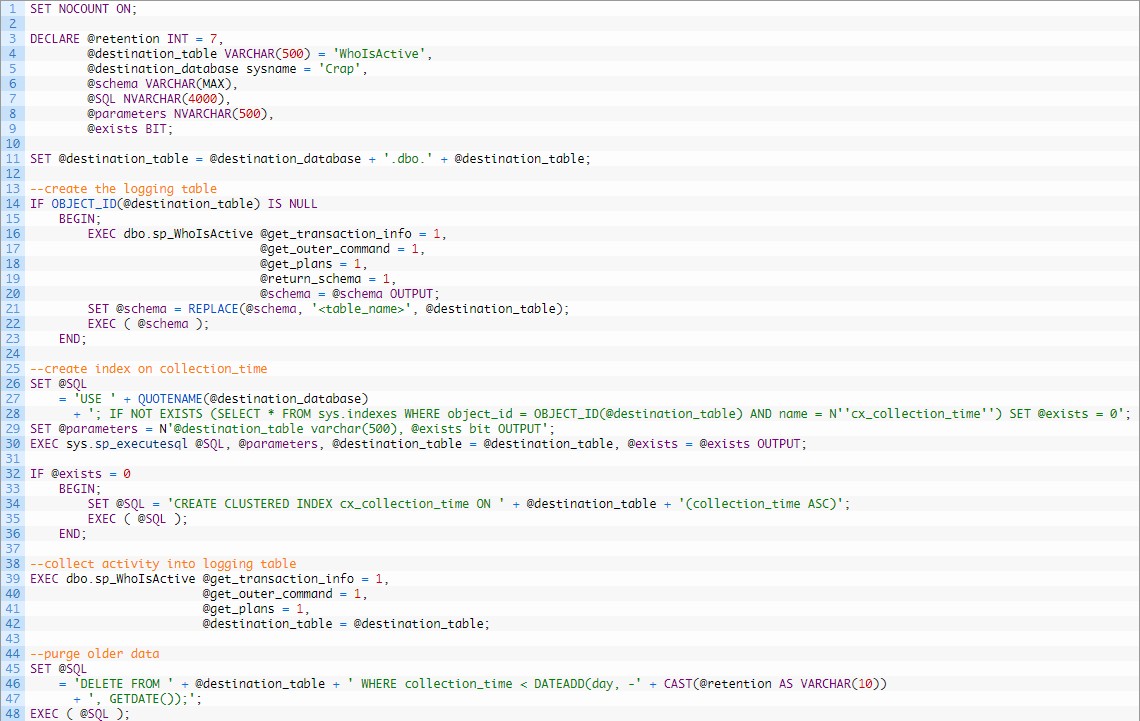 1 SET NOCOUNT ON;
2
3 DECLARE @retention INT = 7,
4         @destination_table VARCHAR(500) = 'WhoIsActive',
5         @destination_database sysname = 'Crap',
6         @schema VARCHAR(MAX),
7         @SQL NVARCHAR(4000),
8         @parameters NVARCHAR(500),
9         @exists BIT;
10
11 SET @destination_table = @destination_database + '.dbo.' + @destination_table;
12
13 --create the logging table
14 IF OBJECT_ID(@destination_table) IS NULL
15     BEGIN;
16         EXEC dbo.sp_WhoIsActive @get_transaction_info = 1,
17                                 @get_outer_command = 1,
18                                 @get_plans = 1,
19                                 @return_schema = 1,
20                                 @schema = @schema OUTPUT;
21         SET @schema = REPLACE(@schema, '<table_name>', @destination_table);
22         EXEC ( @schema );
23     END;
24
25 --create index on collection_time
26 SET @SQL
27     = 'USE ' + QUOTENAME(@destination_database)
28       + '; IF NOT EXISTS (SELECT * FROM sys.indexes WHERE object_id = OBJECT_ID(@destination_table) AND name = N''cx_collection_time'') SET @exists = 0';
29 SET @parameters = N'@destination_table varchar(500), @exists bit OUTPUT';
30 EXEC sys.sp_executesql @SQL, @parameters, @destination_table = @destination_table, @exists = @exists OUTPUT;
31
32 IF @exists = 0
33     BEGIN;
34         SET @SQL = 'CREATE CLUSTERED INDEX cx_collection_time ON ' + @destination_table + '(collection_time ASC)';
35         EXEC ( @SQL );
36     END;
37
38 --collect activity into logging table
39 EXEC dbo.sp_WhoIsActive @get_transaction_info = 1,
40                         @get_outer_command = 1,
41                         @get_plans = 1,
42                         @destination_table = @destination_table;
43
44 --purge older data
45 SET @SQL
46     = 'DELETE FROM ' + @destination_table + ' WHERE collection_time < DATEADD(day, -' + CAST(@retention AS VARCHAR(10))
47       + ', GETDATE());';
48 EXEC ( @SQL );